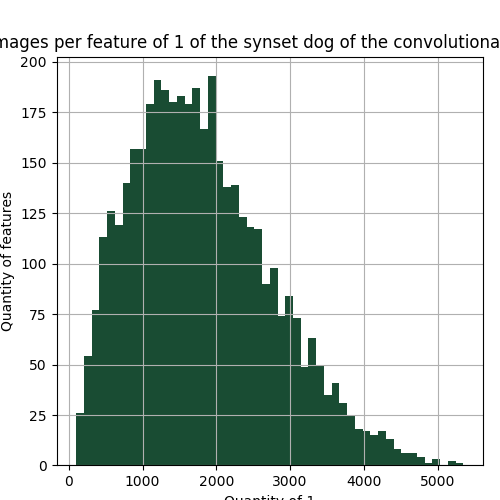 mages per feature of 1 of the synset dog of the convolutiona
200
175
150
125
100
75
50
25
0
Quantity of features
0 1000 2000 3000 4000 5000
Quantity of 1